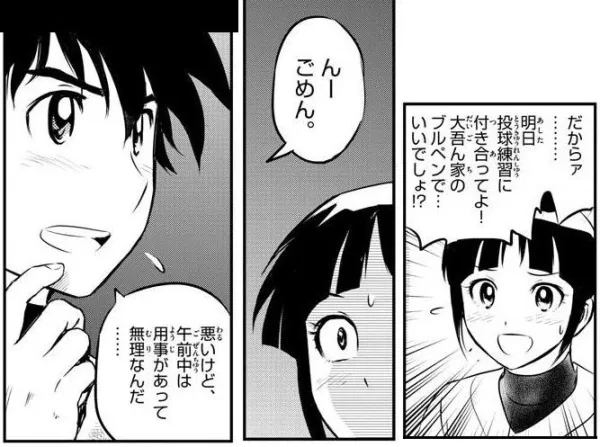 だからァ
………
明日
投球練習に
付き合ってよ！
大吾ん家の
ブルペンで…
いいでしょ!?
んー
ごめん。
悪いけど、
午前中は
用事があって
無理なんだ
……